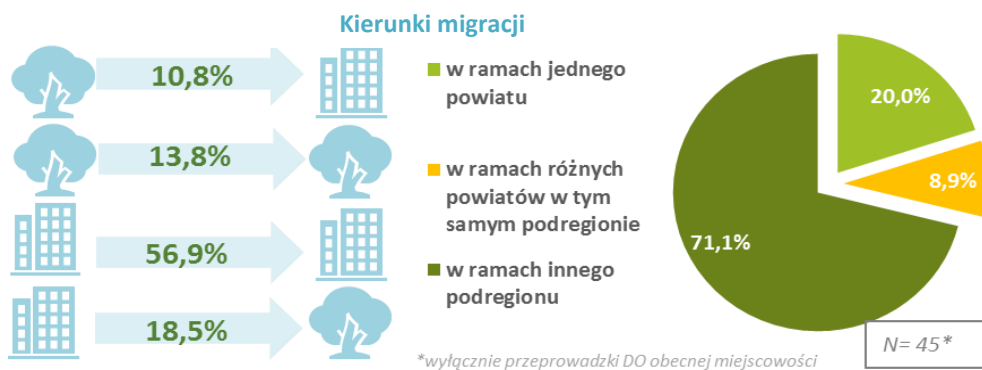 Kierunki migracji
10,8%
13,8%
56,9%
18,5%
w ramach jednego
powiatu
w ramach różnych
powiatów w tym
samym podregionie
w ramach innego
podregionu
20,0%
8,9%
71,1%
N= 45*
*wyłącznie przeprowadzki DO obecnej miejscowości